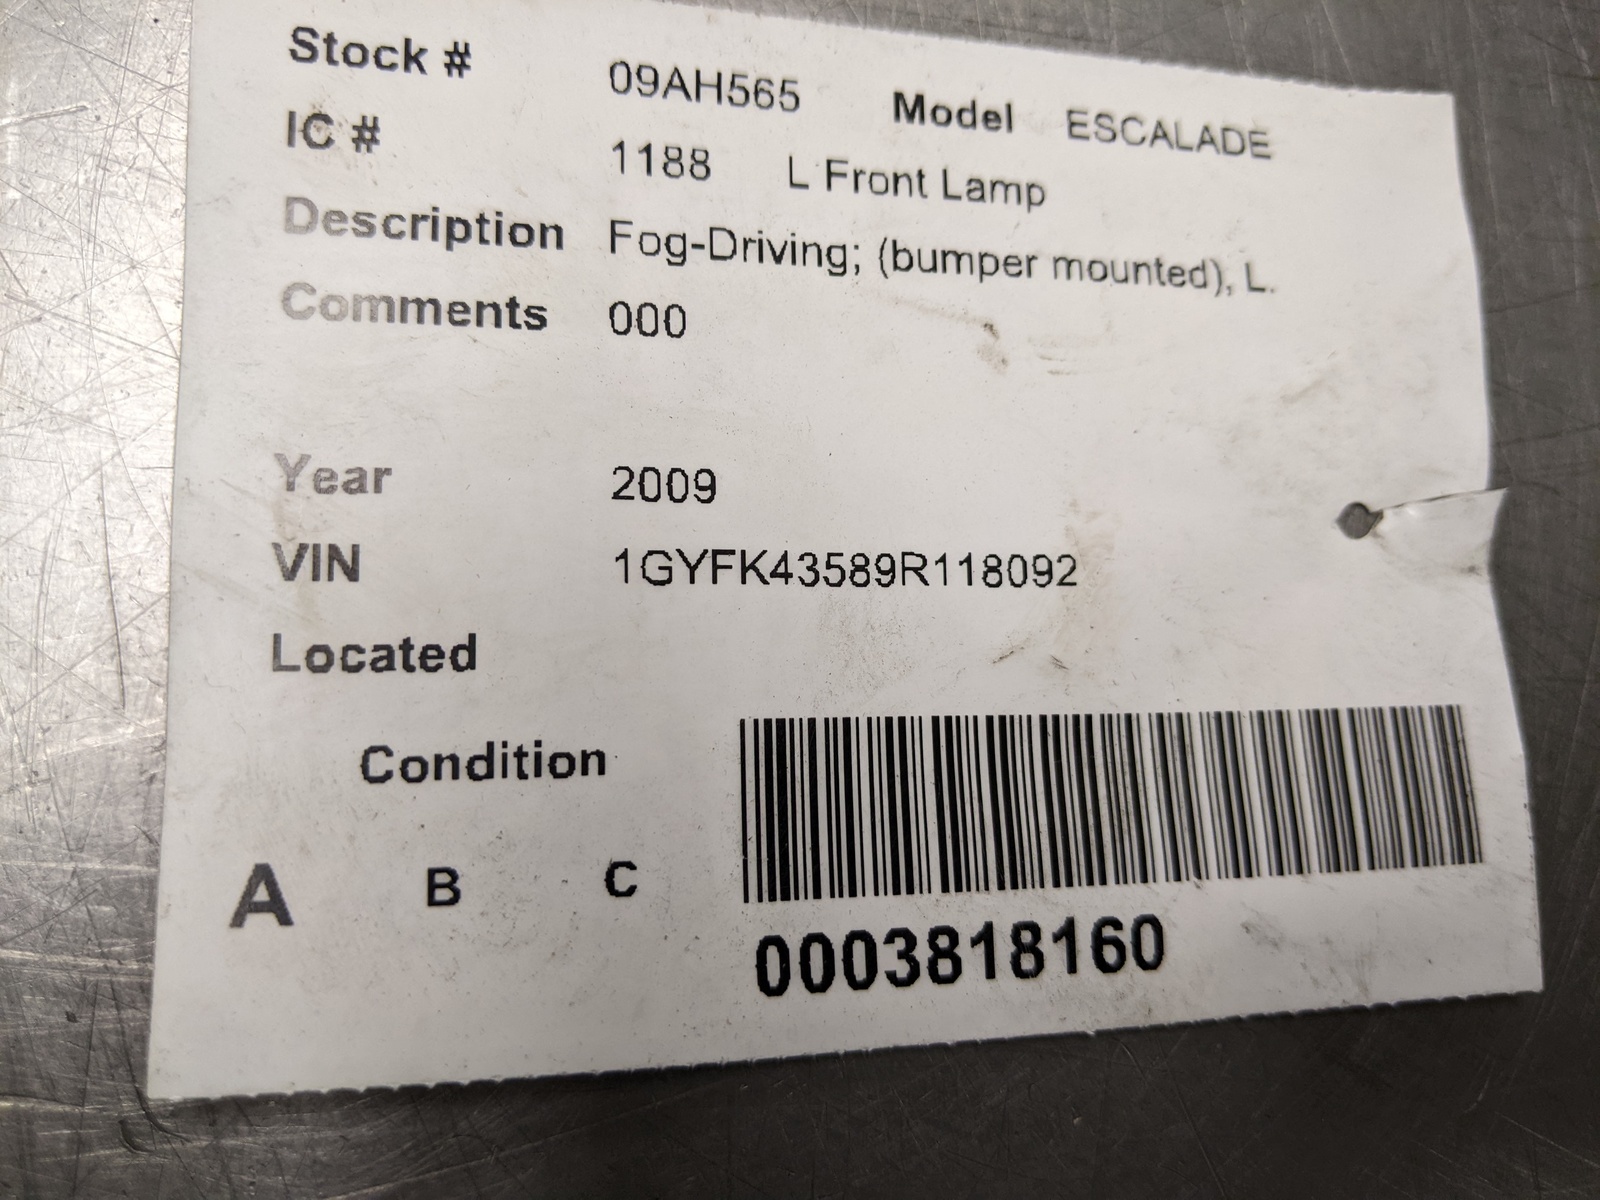 Stock # 09AH565 Model ESCALADE
IC # 1188 L Front Lamp
Description Fog-Driving; (bumper mounted), L.
Comments 000
Year 2009
VIN 1GYFK43589R118092
Located
Condition
A B C
0003818160